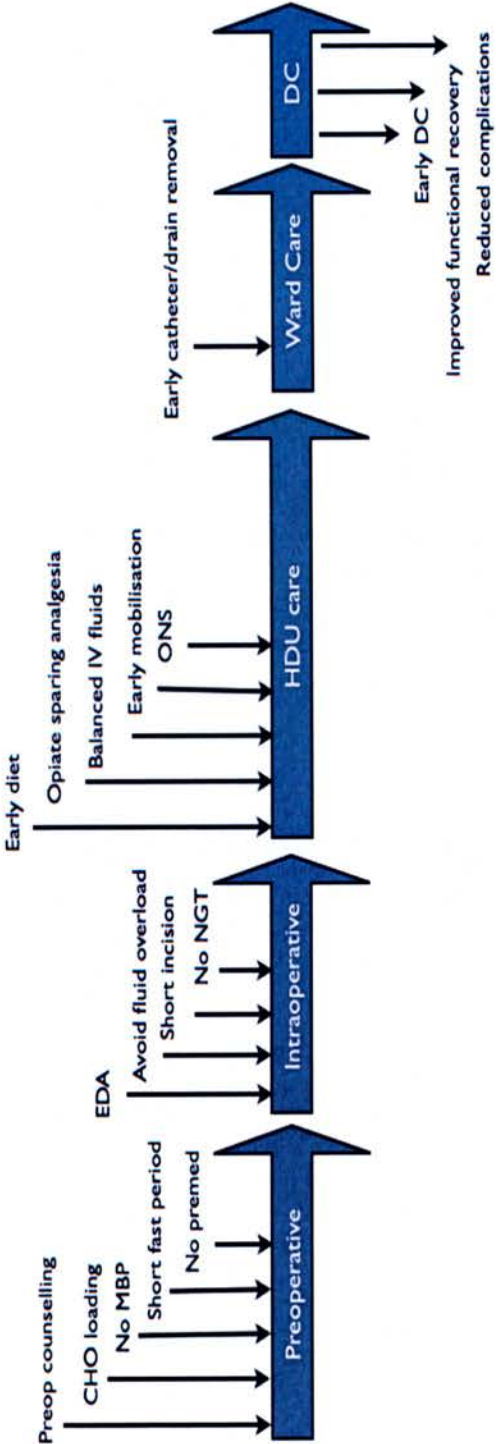 Preop counselling
CHO loading
No MBP
Short fast period
No premed
Preoperative
EDA
Avoid fluid overload
Short incision
No NGT
Intraoperative
Early diet
Opiate sparing analgesia
Balanced IV fluids
Early mobilisation
ONS
HDU care
Early catheter/drain removal
Ward Care
DC
Early DC
Improved functional recovery
Reduced complications